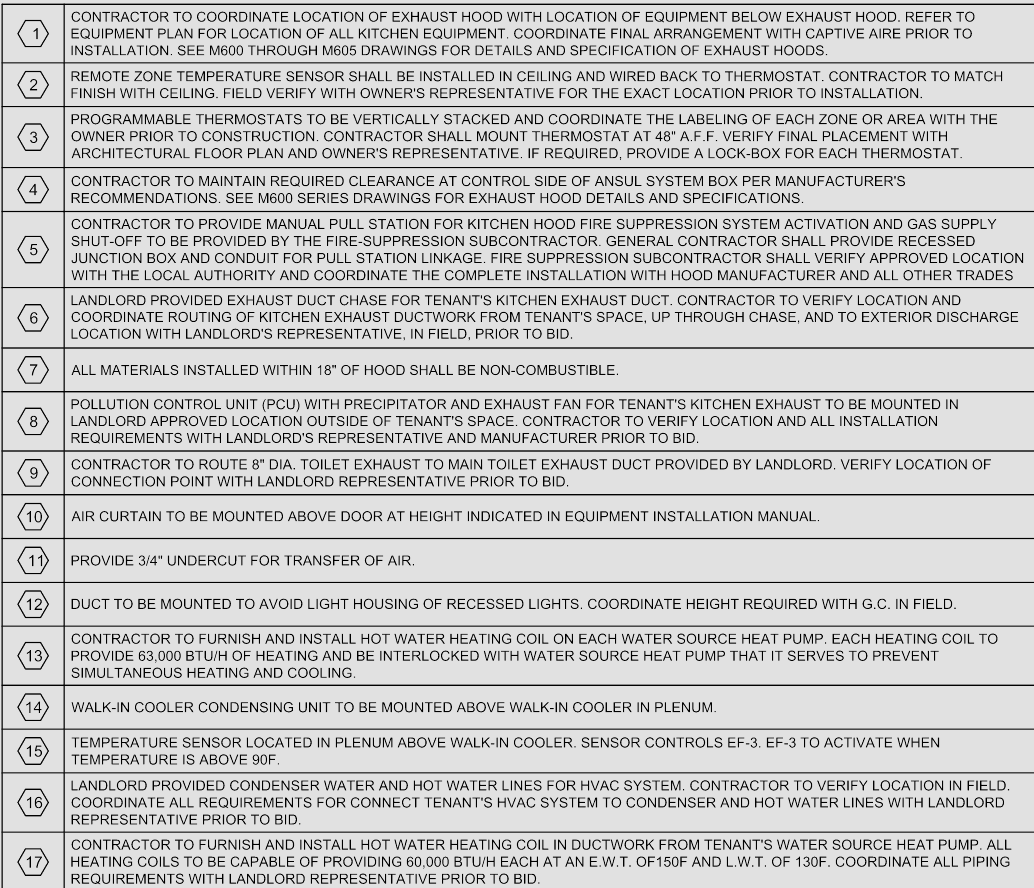 1
CONTRACTOR TO COORDINATE LOCATION OF EXHAUST HOOD WITH LOCATION OF EQUIPMENT BELOW EXHAUST HOOD. REFER TO
EQUIPMENT PLAN FOR LOCATION OF ALL KITCHEN EQUIPMENT. COORDINATE FINAL ARRANGEMENT WITH CAPTIVE AIRE PRIOR TO
INSTALLATION. SEE M600 THROUGH M605 DRAWINGS FOR DETAILS AND SPECIFICATION OF EXHAUST HOODS.
2
REMOTE ZONE TEMPERATURE SENSOR SHALL BE INSTALLED IN CEILING AND WIRED BACK TO THERMOSTAT. CONTRACTOR TO MATCH
FINISH WITH CEILING. FIELD VERIFY WITH OWNER'S REPRESENTATIVE FOR THE EXACT LOCATION PRIOR TO INSTALLATION.
3
PROGRAMMABLE THERMOSTATS TO BE VERTICALLY STACKED AND COORDINATE THE LABELING OF EACH ZONE OR AREA WITH THE
OWNER PRIOR TO CONSTRUCTION. CONTRACTOR SHALL MOUNT THERMOSTAT AT 48" A.F.F. VERIFY FINAL PLACEMENT WITH
ARCHITECTURAL FLOOR PLAN AND OWNER'S REPRESENTATIVE. IF REQUIRED, PROVIDE A LOCK-BOX FOR EACH THERMOSTAT.
4
CONTRACTOR TO MAINTAIN REQUIRED CLEARANCE AT CONTROL SIDE OF ANSUL SYSTEM BOX PER MANUFACTURER'S
RECOMMENDATIONS. SEE M600 SERIES DRAWINGS FOR EXHAUST HOOD DETAILS AND SPECIFICATIONS.
5
CONTRACTOR TO PROVIDE MANUAL PULL STATION FOR KITCHEN HOOD FIRE SUPPRESSION SYSTEM ACTIVATION AND GAS SUPPLY
SHUT-OFF TO BE PROVIDED BY THE FIRE-SUPPRESSION SUBCONTRACTOR. GENERAL CONTRACTOR SHALL PROVIDE RECESSED
JUNCTION BOX AND CONDUIT FOR PULL STATION LINKAGE. FIRE SUPPRESSION SUBCONTRACTOR SHALL VERIFY APPROVED LOCATION
WITH THE LOCAL AUTHORITY AND COORDINATE THE COMPLETE INSTALLATION WITH HOOD MANUFACTURER AND ALL OTHER TRADES
6
LANDLORD PROVIDED EXHAUST DUCT CHASE FOR TENANT'S KITCHEN EXHAUST DUCT. CONTRACTOR TO VERIFY LOCATION AND
COORDINATE ROUTING OF KITCHEN EXHAUST DUCTWORK FROM TENANT'S SPACE, UP THROUGH CHASE, AND TO EXTERIOR DISCHARGE
LOCATION WITH LANDLORD'S REPRESENTATIVE, IN FIELD, PRIOR TO BID.
7
ALL MATERIALS INSTALLED WITHIN 18" OF HOOD SHALL BE NON-COMBUSTIBLE.
8
POLLUTION CONTROL UNIT (PCU) WITH PRECIPITATOR AND EXHAUST FAN FOR TENANT'S KITCHEN EXHAUST TO BE MOUNTED IN
LANDLORD APPROVED LOCATION OUTSIDE OF TENANT'S SPACE. CONTRACTOR TO VERIFY LOCATION AND ALL INSTALLATION
REQUIREMENTS WITH LANDLORD'S REPRESENTATIVE AND MANUFACTURER PRIOR TO BID.
9
CONTRACTOR TO ROUTE 8" DIA. TOILET EXHAUST TO MAIN TOILET EXHAUST DUCT PROVIDED BY LANDLORD. VERIFY LOCATION OF
CONNECTION POINT WITH LANDLORD REPRESENTATIVE PRIOR TO BID.
10
AIR CURTAIN TO BE MOUNTED ABOVE DOOR AT HEIGHT INDICATED IN EQUIPMENT INSTALLATION MANUAL.
11
PROVIDE 3/4" UNDERCUT FOR TRANSFER OF AIR.
12
DUCT TO BE MOUNTED TO AVOID LIGHT HOUSING OF RECESSED LIGHTS. COORDINATE HEIGHT REQUIRED WITH G.C. IN FIELD.
13
CONTRACTOR TO FURNISH AND INSTALL HOT WATER HEATING COIL ON EACH WATER SOURCE HEAT PUMP. EACH HEATING COIL TO
PROVIDE 63,000 BTU/H OF HEATING AND BE INTERLOCKED WITH WATER SOURCE HEAT PUMP THAT IT SERVES TO PREVENT
SIMULTANEOUS HEATING AND COOLING.
14
WALK-IN COOLER CONDENSING UNIT TO BE MOUNTED ABOVE WALK-IN COOLER IN PLENUM.
15
TEMPERATURE SENSOR LOCATED IN PLENUM ABOVE WALK-IN COOLER. SENSOR CONTROLS EF-3. EF-3 TO ACTIVATE WHEN
TEMPERATURE IS ABOVE 90F.
16
LANDLORD PROVIDED CONDENSER WATER AND HOT WATER LINES FOR HVAC SYSTEM. CONTRACTOR TO VERIFY LOCATION IN FIELD.
COORDINATE ALL REQUIREMENTS FOR CONNECT TENANT'S HVAC SYSTEM TO CONDENSER AND HOT WATER LINES WITH LANDLORD
REPRESENTATIVE PRIOR TO BID.
17
CONTRACTOR TO FURNISH AND INSTALL HOT WATER HEATING COIL IN DUCTWORK FROM TENANT'S WATER SOURCE HEAT PUMP. ALL
HEATING COILS TO BE CAPABLE OF PROVIDING 60,000 BTU/H EACH AT AN E.W.T. OF150F AND L.W.T. OF 130F. COORDINATE ALL PIPING
REQUIREMENTS WITH LANDLORD REPRESENTATIVE PRIOR TO BID.